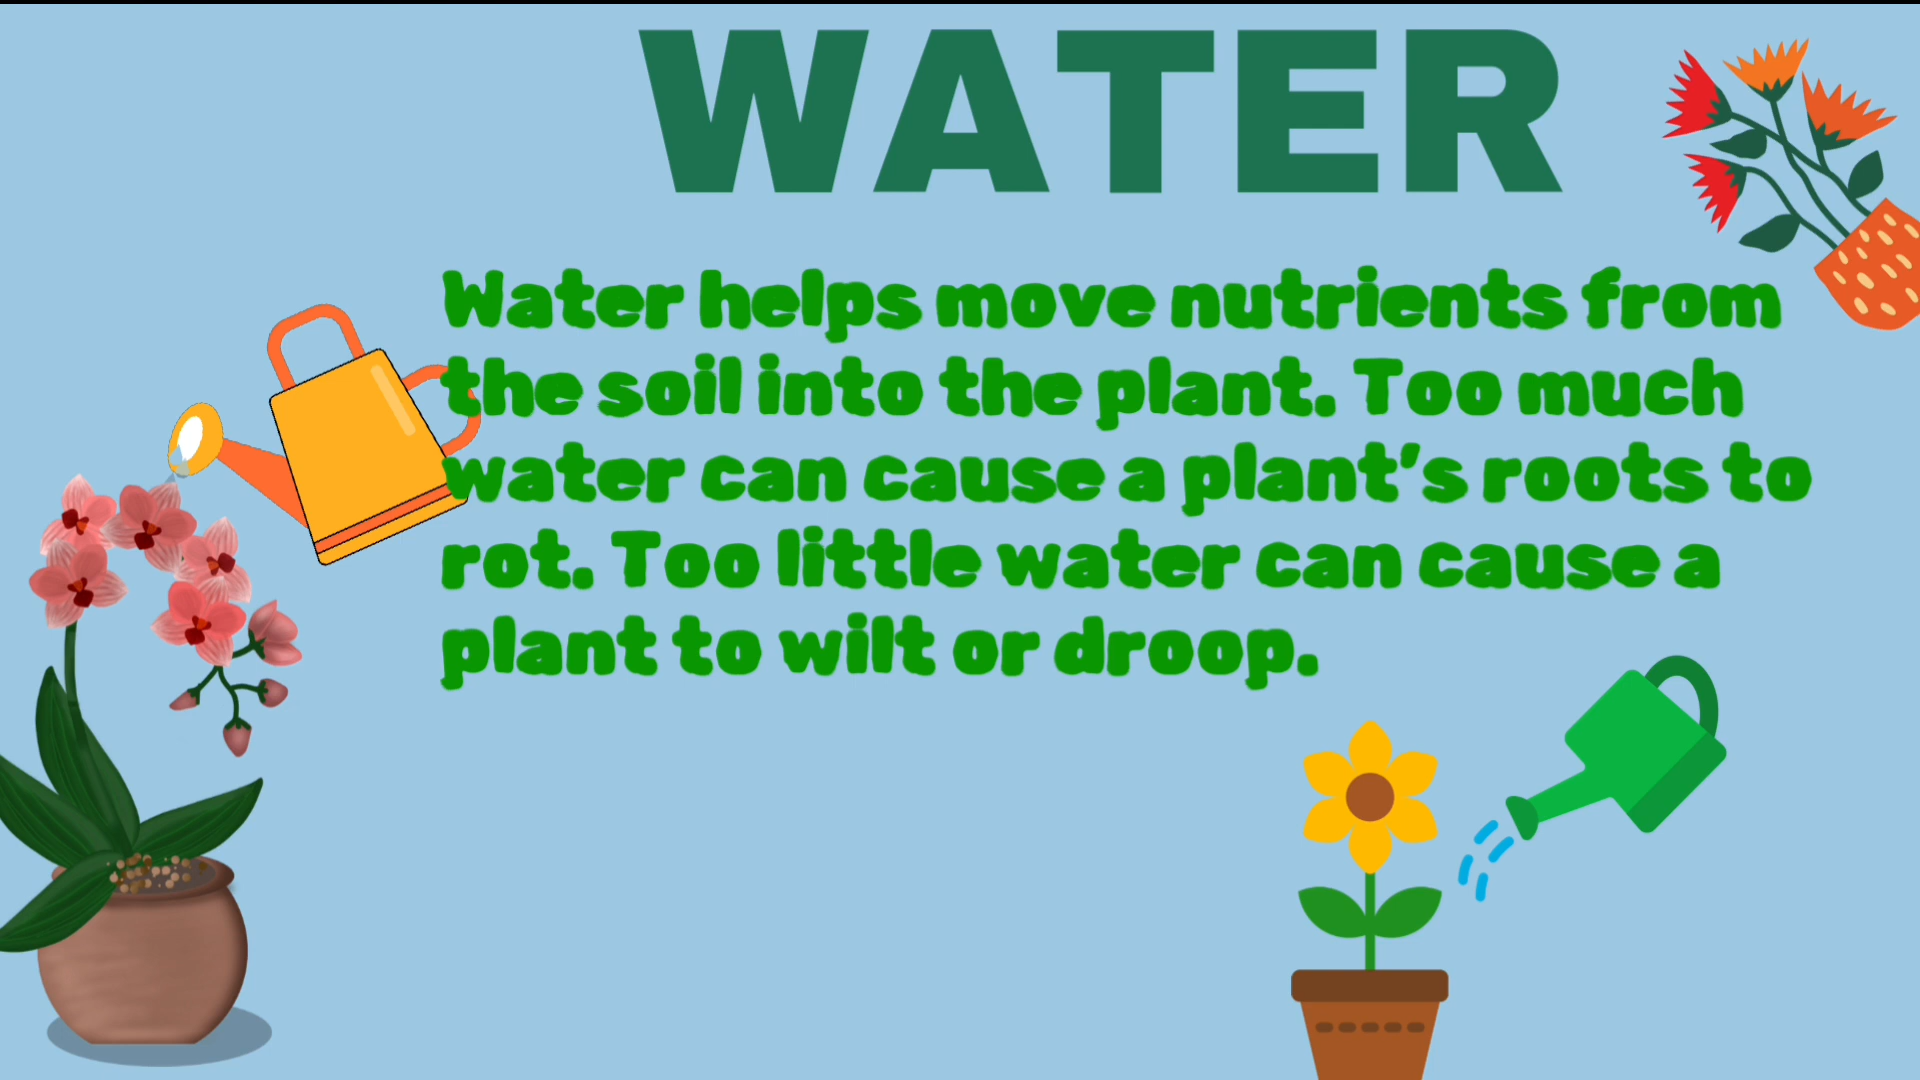 WATER
Water helps move nutrients from
the soil into the plant. Too much
water can cause a plant's roots to
rot. Too little water can cause a
plant to wilt or droop.